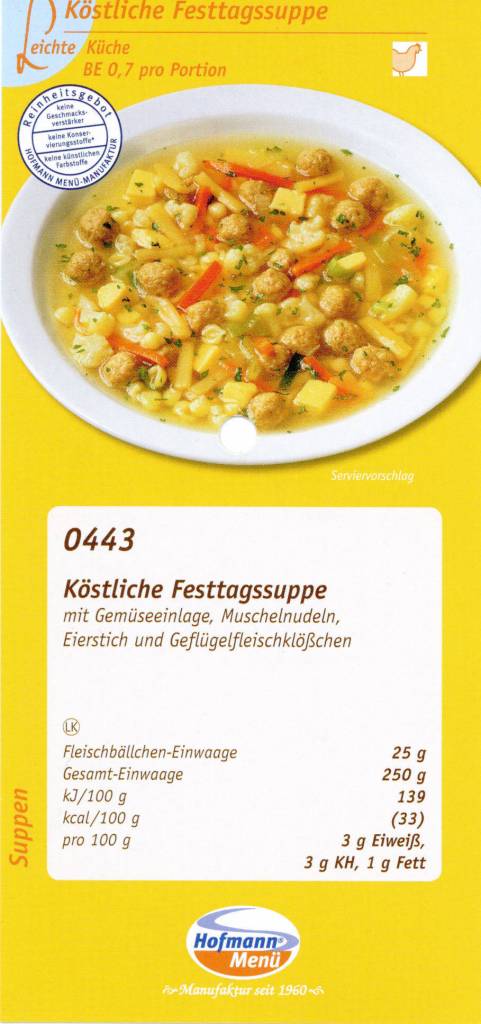 Köstliche Festtagssuppe
Leichte Küche
BE 0,7 pro Portion
Reinheitsgebot
keine
Geschmacks-
verstärker
keine Konser-
vierungsstoffe*
keine künstlichen
Farbstoffe
HOFMANN MENÜ-MANUFAKTUR
Serviervorschlag
0443
Köstliche Festtagssuppe
mit Gemüseeinlage, Muschelnudeln,
Eierstich und Geflügelfleischklößchen
LK
Fleischbällchen-Einwaage 25 g
Gesamt-Einwaage 250 g
kJ/100 g 139
kcal/100 g (33)
pro 100 g 3 g Eiweiß,
3 g KH, 1 g Fett
Suppen
Hofmann®
Menü
Manufaktur seit 1960